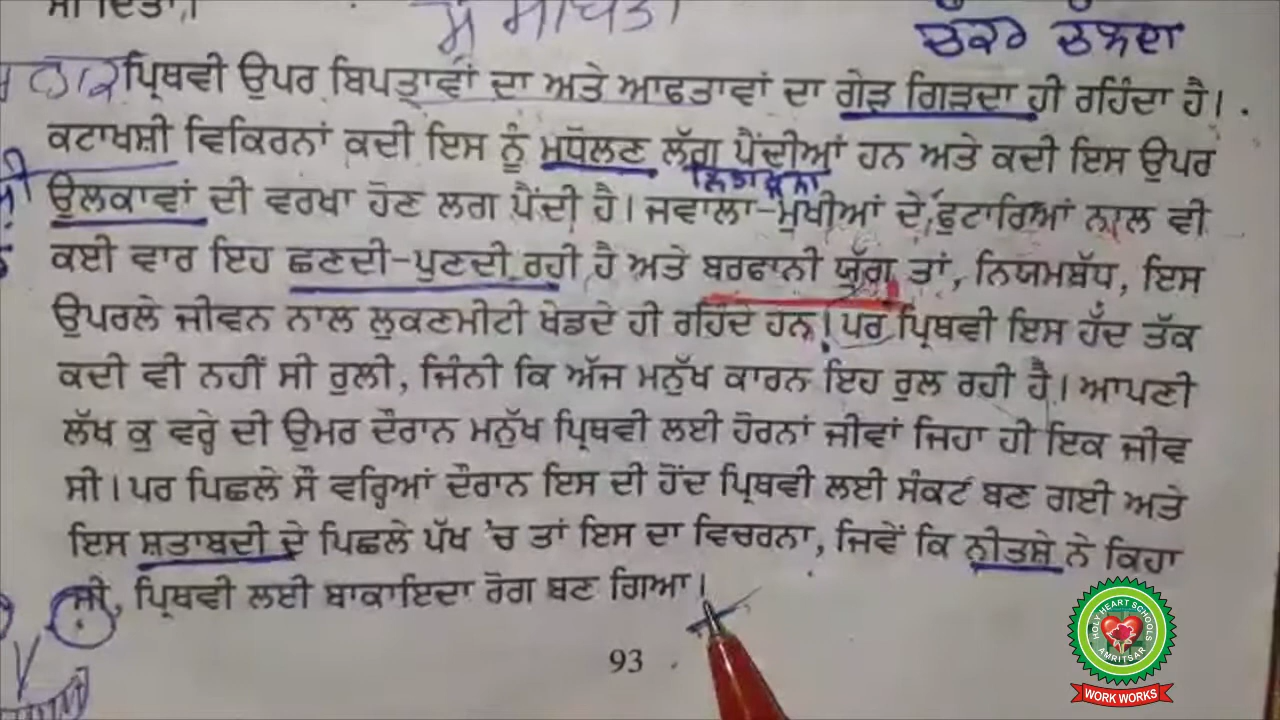 ਸੀ ਦਿੱਤਾ।
ਪ੍ਰਿਥਵੀ ਉਪਰ ਬਿਪਤਾਵਾਂ ਦਾ ਅਤੇ ਆਫਤਾਵਾਂ ਦਾ ਗੇੜ ਗਿੜਦਾ ਹੀ ਰਹਿੰਦਾ ਹੈ।
ਕਟਾਖਸ਼ੀ ਵਿਕਿਰਨਾਂ ਕਦੀ ਇਸ ਨੂੰ ਮਧੋਲਣ ਲੱਗ ਪੈਂਦੀਆਂ ਹਨ ਅਤੇ ਕਦੀ ਇਸ ਉਪਰ
ਉਲਕਾਵਾਂ ਦੀ ਵਰਖਾ ਹੋਣ ਲਗ ਪੈਂਦੀ ਹੈ। ਜਵਾਲਾ-ਮੁਖੀਆਂ ਦੇ ਫੁਟਾਰਿਆਂ ਨਾਲ ਵੀ
ਕਈ ਵਾਰ ਇਹ ਛਣਦੀ-ਪੁਣਦੀ ਰਹੀ ਹੈ ਅਤੇ ਬਰਫਾਨੀ ਯੁੱਗ ਤਾਂ, ਨਿਯਮਬੱਧ, ਇਸ
ਉਪਰਲੇ ਜੀਵਨ ਨਾਲ ਲੁਕਣਮੀਟੀ ਖੇਡਦੇ ਹੀ ਰਹਿੰਦੇ ਹਨ। ਪਰ ਪ੍ਰਿਥਵੀ ਇਸ ਹੱਦ ਤੱਕ
ਕਦੀ ਵੀ ਨਹੀਂ ਸੀ ਰੁਲੀ, ਜਿੰਨੀ ਕਿ ਅੱਜ ਮਨੁੱਖ ਕਾਰਨ ਇਹ ਰੁਲ ਰਹੀ ਹੈ। ਆਪਣੀ
ਲੱਖ ਕੁ ਵਰ੍ਹੇ ਦੀ ਉਮਰ ਦੌਰਾਨ ਮਨੁੱਖ ਪ੍ਰਿਥਵੀ ਲਈ ਹੋਰਨਾਂ ਜੀਵਾਂ ਜਿਹਾ ਹੀ ਇਕ ਜੀਵ
ਸੀ। ਪਰ ਪਿਛਲੇ ਸੌ ਵਰ੍ਹਿਆਂ ਦੌਰਾਨ ਇਸ ਦੀ ਹੋਂਦ ਪ੍ਰਿਥਵੀ ਲਈ ਸੰਕਟ ਬਣ ਗਈ ਅਤੇ
ਇਸ ਸ਼ਤਾਬਦੀ ਦੇ ਪਿਛਲੇ ਪੱਖ 'ਚ ਤਾਂ ਇਸ ਦਾ ਵਿਚਰਨਾ, ਜਿਵੇਂ ਕਿ ਨੀਤਸ਼ੇ ਨੇ ਕਿਹਾ
ਸੀ, ਪ੍ਰਿਥਵੀ ਲਈ ਬਾਕਾਇਦਾ ਰੋਗ ਬਣ ਗਿਆ।
93
HOLY HEART SCHOOLS
AMRITSAR
WORK WORKS